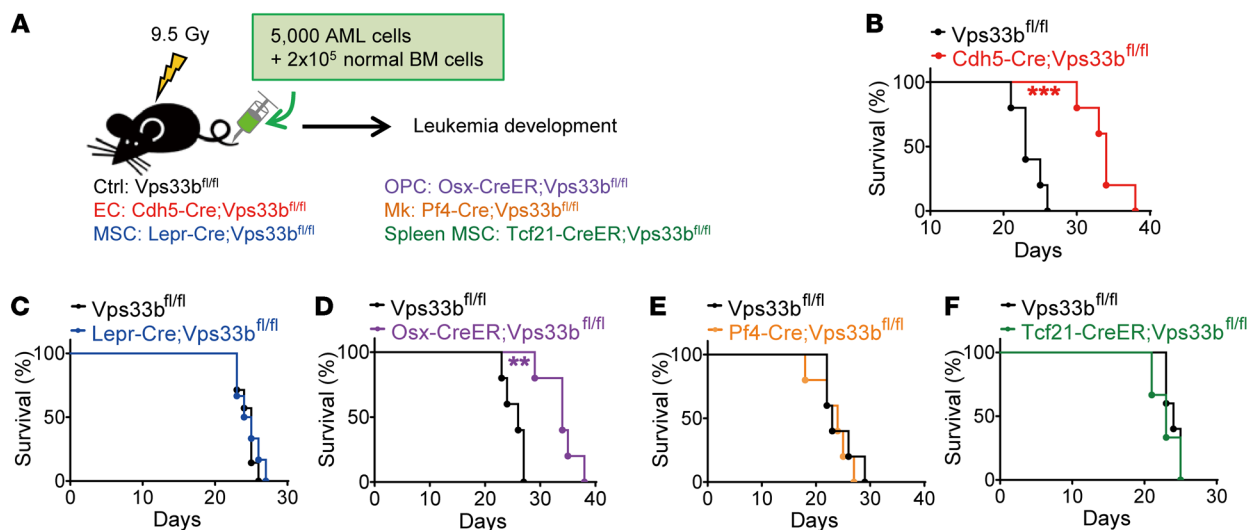 A
9.5 Gy
5,000 AML cells
+ 2x10⁵ normal BM cells
Leukemia development
Ctrl: Vps33b^fl/fl
EC: Cdh5-Cre;Vps33b^fl/fl
MSC: Lepr-Cre;Vps33b^fl/fl
OPC: Osx-CreER;Vps33b^fl/fl
Mk: Pf4-Cre;Vps33b^fl/fl
Spleen MSC: Tcf21-CreER;Vps33b^fl/fl
B
Vps33b^fl/fl
Cdh5-Cre;Vps33b^fl/fl
Survival (%)
100
50
0
***
10 20 30 40
Days
C
Vps33b^fl/fl
Lepr-Cre;Vps33b^fl/fl
Survival (%)
100
50
0
0 10 20 30
Days
D
Vps33b^fl/fl
Osx-CreER;Vps33b^fl/fl
Survival (%)
100
50
0
**
0 10 20 30 40
Days
E
Vps33b^fl/fl
Pf4-Cre;Vps33b^fl/fl
Survival (%)
100
50
0
0 10 20 30 40
Days
F
Vps33b^fl/fl
Tcf21-CreER;Vps33b^fl/fl
Survival (%)
100
50
0
0 10 20 30
Days